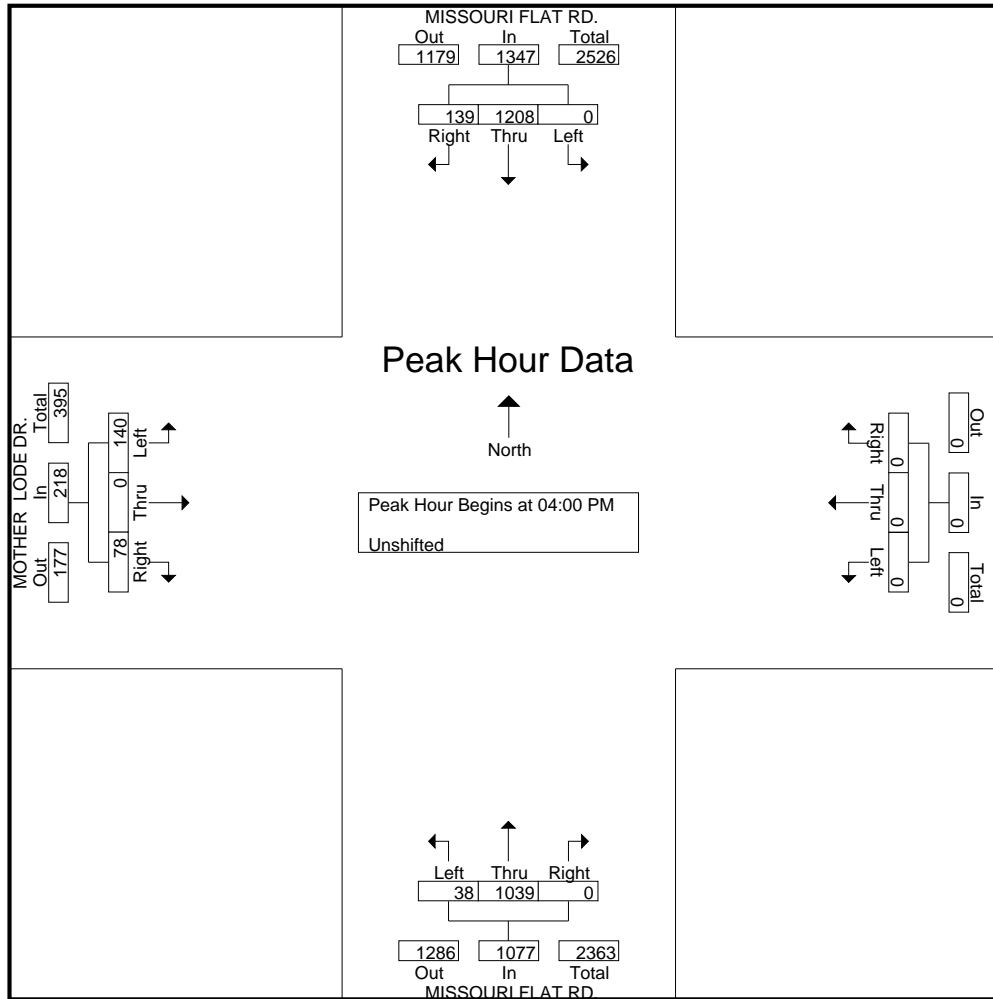 MISSOURI FLAT RD.
Out In Total
1179 1347 2526
139 1208 0
Right Thru Left
Peak Hour Data
North
Peak Hour Begins at 04:00 PM
Unshifted
MOTHER LODE DR.
Out In Total
177 218 395
78 0 140
Right Thru Left
Out In Total
0 0 0
Right Thru Left
0 0 0
Left Thru Right
38 1039 0
1286 1077 2363
Out In Total
MISSOURI FLAT RD.